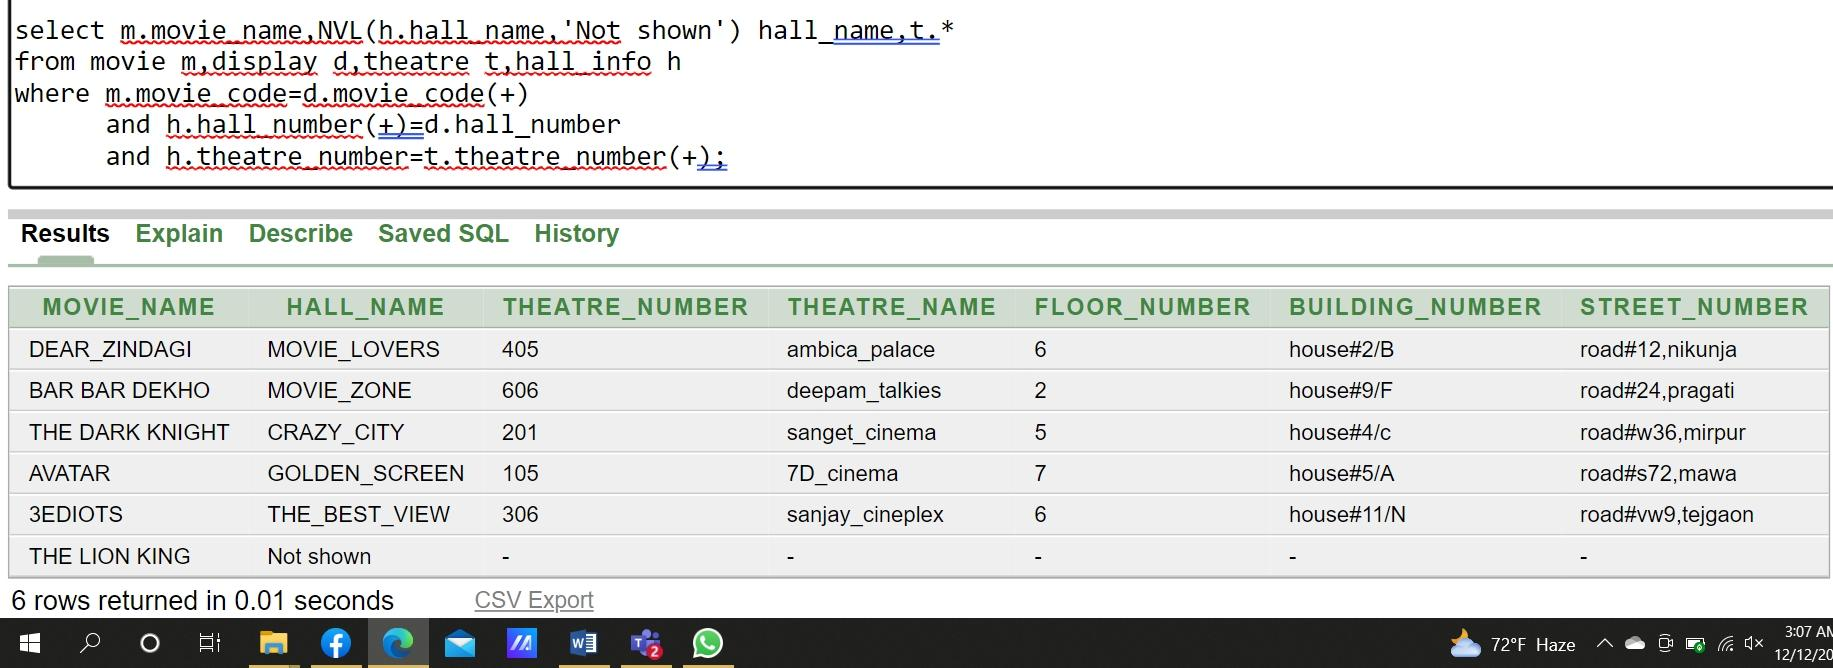 select m.movie_name,NVL(h.hall_name,'Not shown') hall_name,t.*
from movie m,display d,theatre t,hall_info h
where m.movie_code=d.movie_code(+)
and h.hall_number(+)=d.hall_number
and h.theatre_number=t.theatre_number(+);
Results Explain Describe Saved SQL History
MOVIE_NAME HALL_NAME THEATRE_NUMBER THEATRE_NAME FLOOR_NUMBER BUILDING_NUMBER STREET_NUMBER
DEAR_ZINDAGI MOVIE_LOVERS 405 ambica_palace 6 house#2/B road#12,nikunja
BAR BAR DEKHO MOVIE_ZONE 606 deepam_talkies 2 house#9/F road#24,pragati
THE DARK KNIGHT CRAZY_CITY 201 sanget_cinema 5 house#4/c road#w36,mirpur
AVATAR GOLDEN_SCREEN 105 7D_cinema 7 house#5/A road#s72,mawa
3EDIOTS THE_BEST_VIEW 306 sanjay_cineplex 6 house#11/N road#vw9,tejgaon
THE LION KING Not shown - - - - -
6 rows returned in 0.01 seconds CSV Export
72°F Haze
3:07 AM
12/12/20